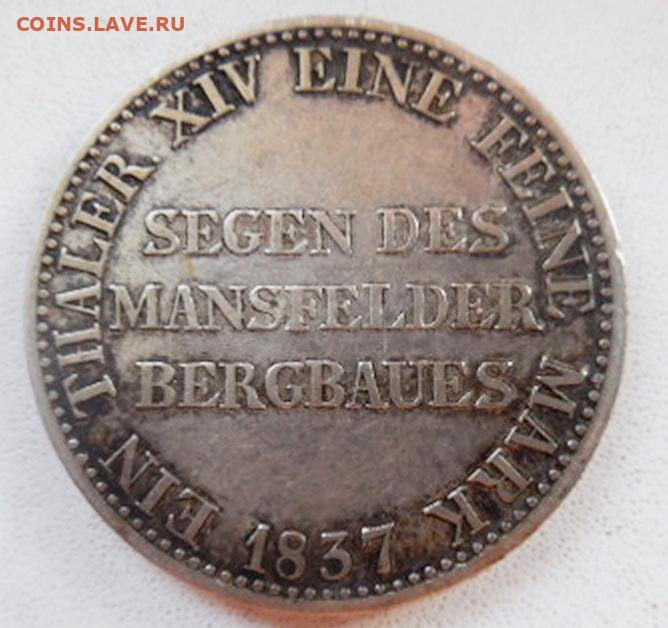 COINS.LAVE.RU
EIN THALER XIV EINE FEINE MARK
SEGEN DES
MANSFELDER
BERGBAUES
1837